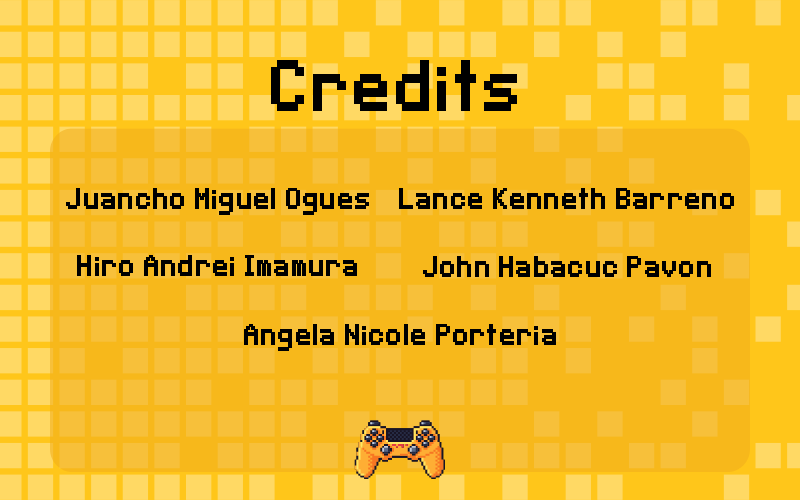 Credits
Juancho Miguel Ogues Lance Kenneth Barreno
Hiro Andrei Imamura John Habacuc Pavon
Angela Nicole Porteria